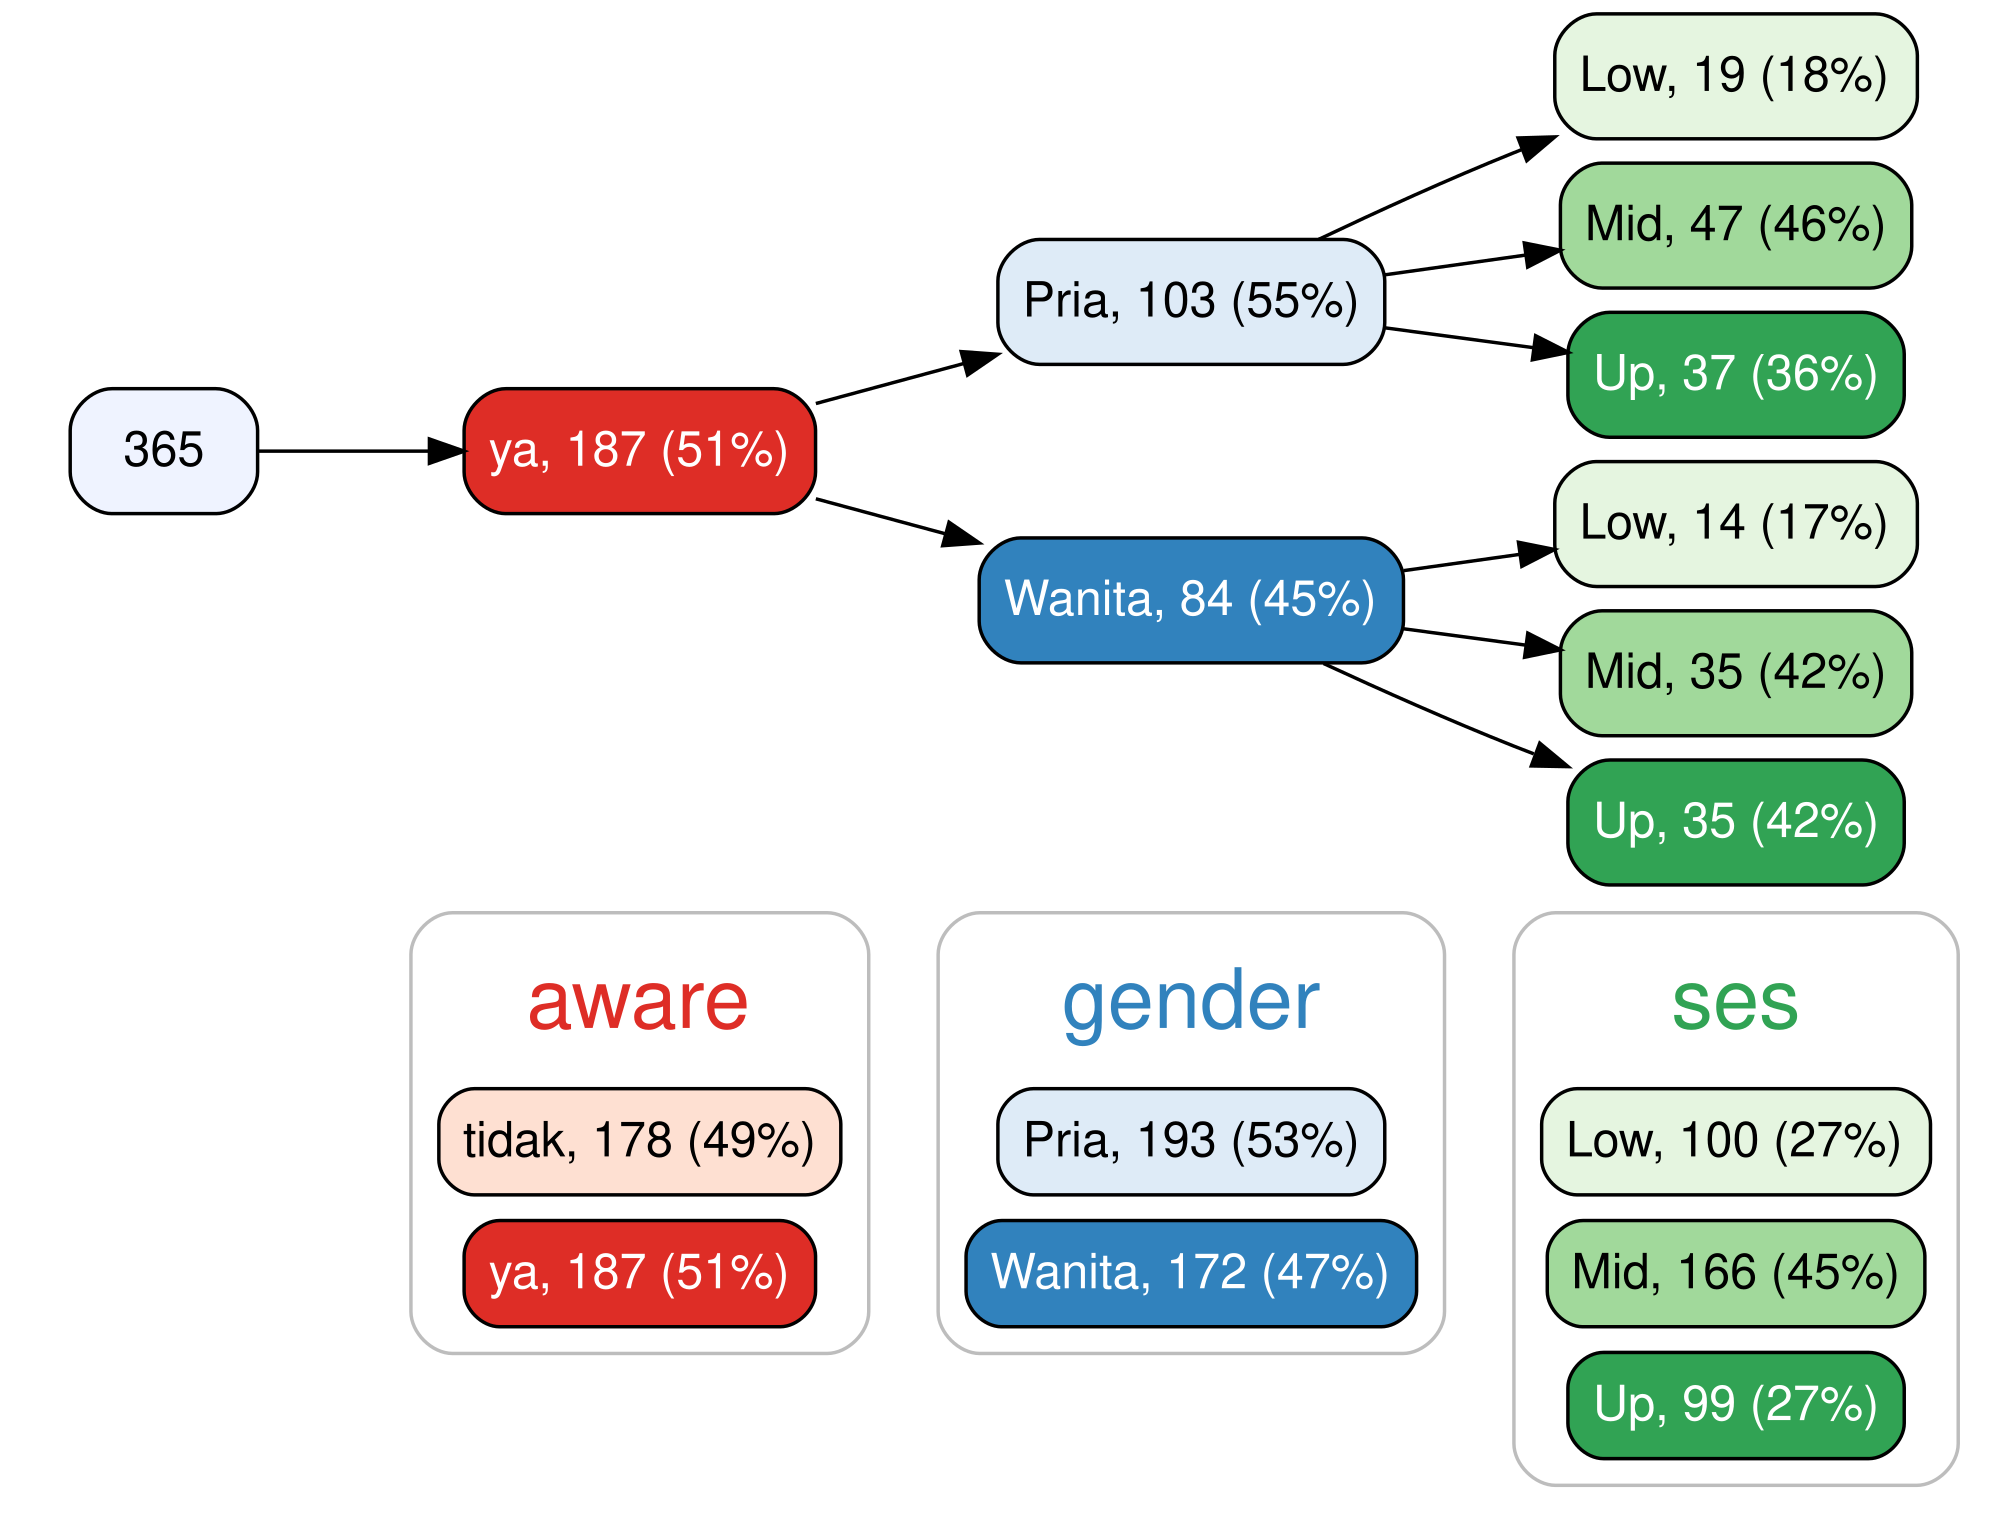 365
ya, 187 (51%)
Pria, 103 (55%)
Wanita, 84 (45%)
Low, 19 (18%)
Mid, 47 (46%)
Up, 37 (36%)
Low, 14 (17%)
Mid, 35 (42%)
Up, 35 (42%)
aware
tidak, 178 (49%)
ya, 187 (51%)
gender
Pria, 193 (53%)
Wanita, 172 (47%)
ses
Low, 100 (27%)
Mid, 166 (45%)
Up, 99 (27%)